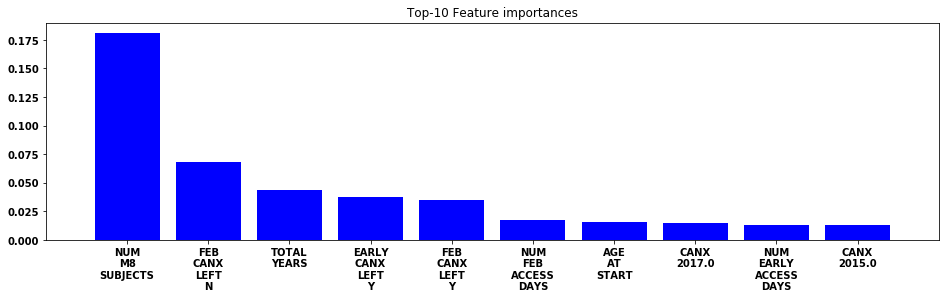 Top-10 Feature importances
0.175
0.150
0.125
0.100
0.075
0.050
0.025
0.000
NUM
M8
SUBJECTS
FEB
CANX
LEFT
N
TOTAL
YEARS
EARLY
CANX
LEFT
Y
FEB
CANX
LEFT
Y
NUM
FEB
ACCESS
DAYS
AGE
AT
START
CANX
2017.0
NUM
EARLY
ACCESS
DAYS
CANX
2015.0